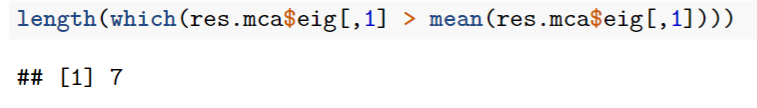 length(which(res.mca$eig[,1] > mean(res.mca$eig[,1])))
## [1] 7